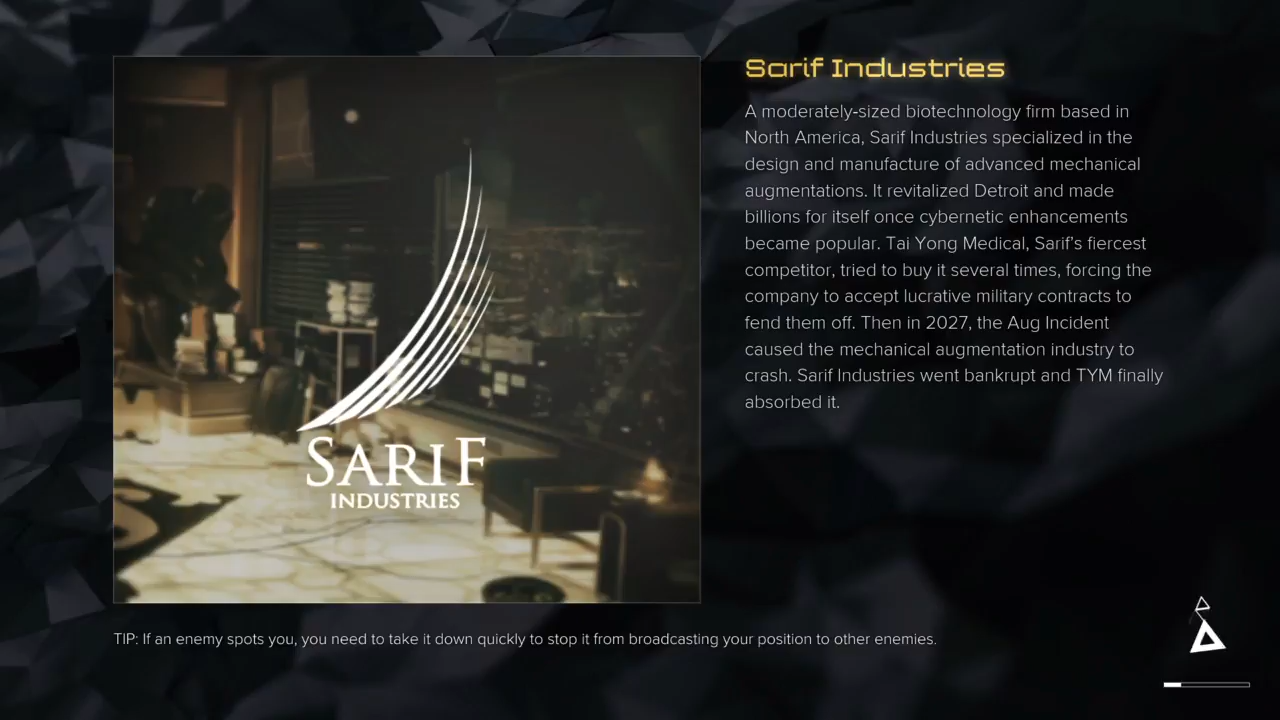 Sarif Industries
A moderately-sized biotechnology firm based in
North America, Sarif Industries specialized in the
design and manufacture of advanced mechanical
augmentations. It revitalized Detroit and made
billions for itself once cybernetic enhancements
became popular. Tai Yong Medical, Sarif's fiercest
competitor, tried to buy it several times, forcing the
company to accept lucrative military contracts to
fend them off. Then in 2027, the Aug Incident
caused the mechanical augmentation industry to
crash. Sarif Industries went bankrupt and TYM finally
absorbed it.
SARIF
INDUSTRIES
TIP: If an enemy spots you, you need to take it down quickly to stop it from broadcasting your position to other enemies.